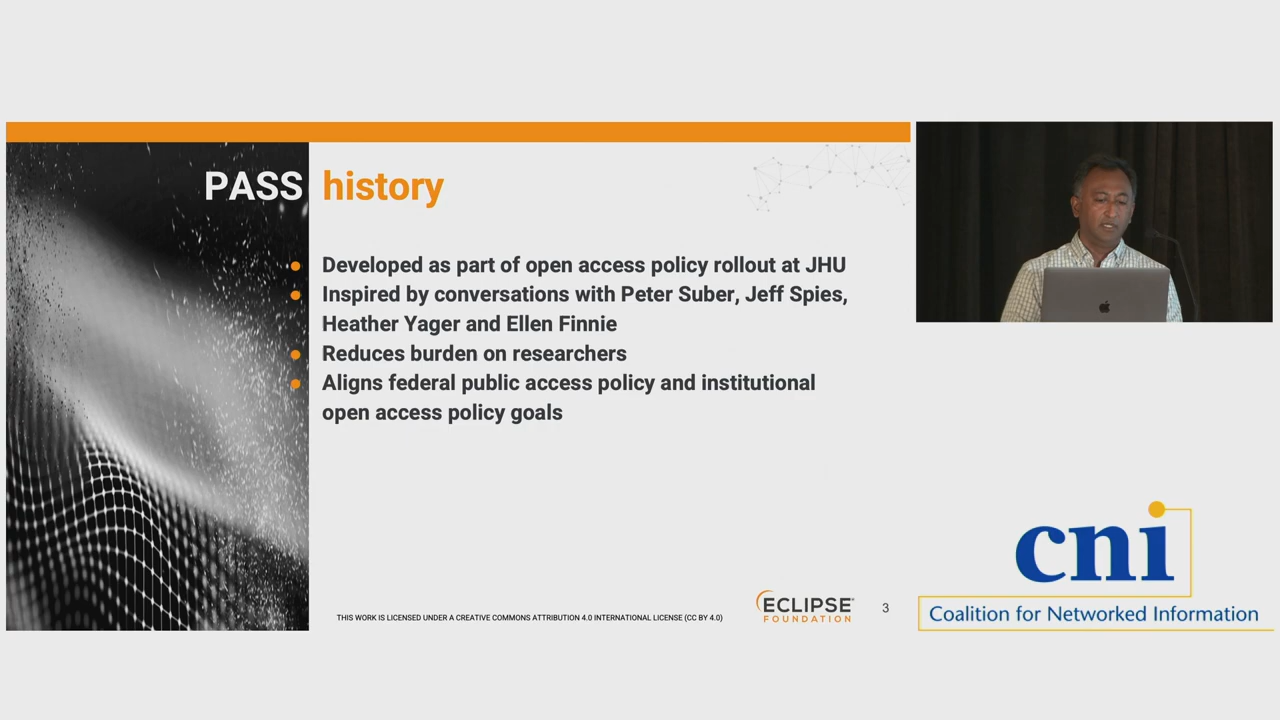 PASS history
Developed as part of open access policy rollout at JHU
Inspired by conversations with Peter Suber, Jeff Spies,
Heather Yager and Ellen Finnie
Reduces burden on researchers
Aligns federal public access policy and institutional
open access policy goals
THIS WORK IS LICENSED UNDER A CREATIVE COMMONS ATTRIBUTION 4.0 INTERNATIONAL LICENSE (CC BY 4.0)
ECLIPSE
FOUNDATION
3
cni
Coalition for Networked Information